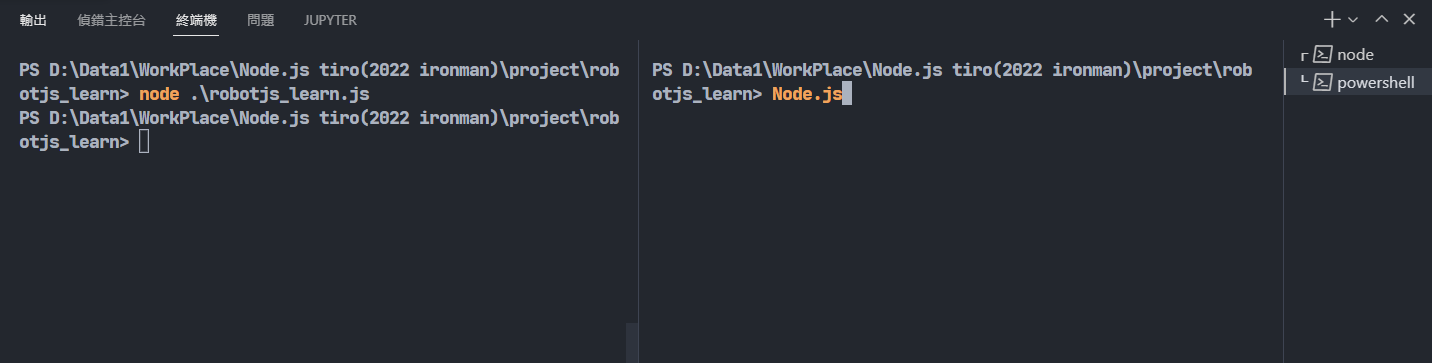 輸出 偵錯主控台 終端機 問題 JUPYTER
PS D:\Data1\WorkPlace\Node.js tiro(2022 ironman)\project\rob
otjs_learn> node .\robotjs_learn.js
PS D:\Data1\WorkPlace\Node.js tiro(2022 ironman)\project\rob
otjs_learn>
PS D:\Data1\WorkPlace\Node.js tiro(2022 ironman)\project\rob
otjs_learn> Node.js
node
powershell